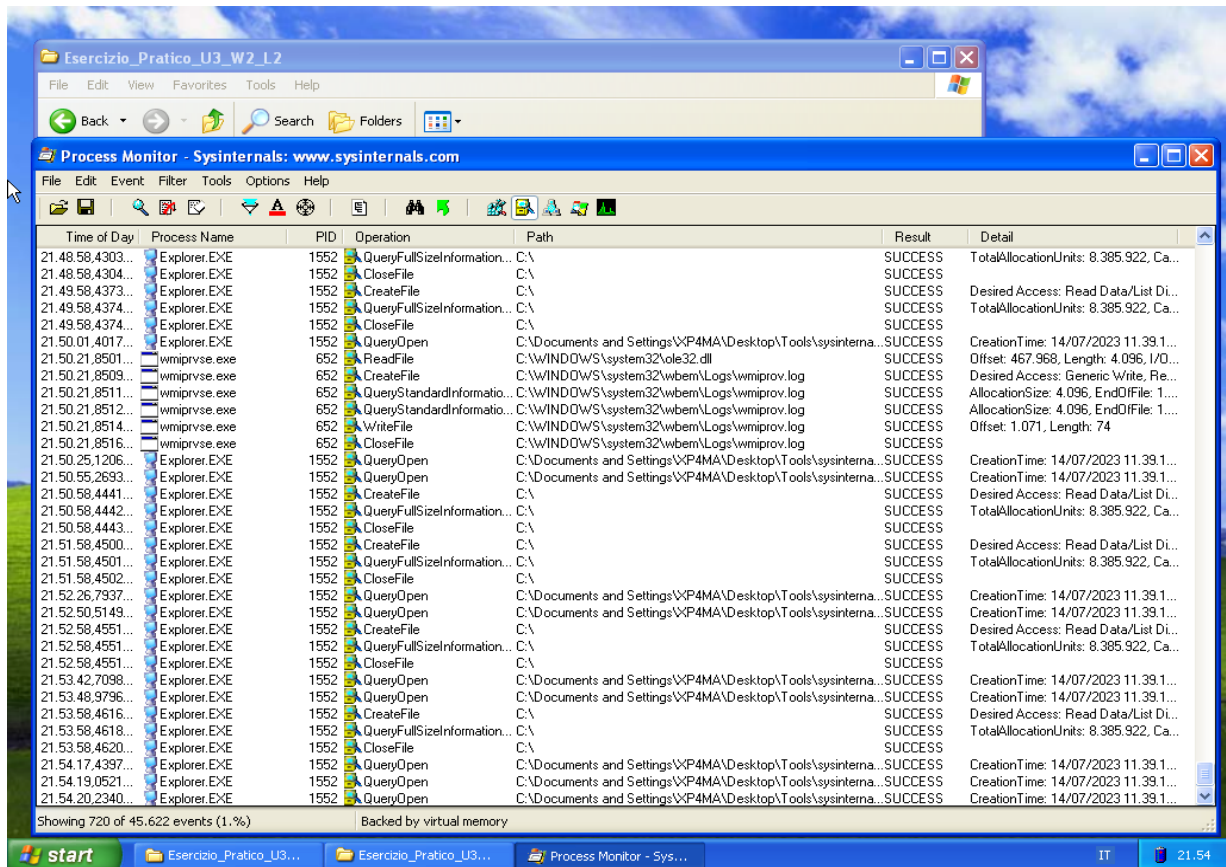 Esercizio_Pratico_U3_W2_L2
File Edit View Favorites Tools Help
Back Search Folders
Process Monitor - Sysinternals: www.sysinternals.com
File Edit Event Filter Tools Options Help
Time of Day Process Name PID Operation Path Result Detail
21.48.58,4303... Explorer.EXE 1552 QueryFullSizeInformation... C:\ SUCCESS TotalAllocationUnits: 8.385.922, Ca...
21.48.58,4304... Explorer.EXE 1552 CloseFile C:\ SUCCESS
21.49.58,4373... Explorer.EXE 1552 CreateFile C:\ SUCCESS Desired Access: Read Data/List Di...
21.49.58,4374... Explorer.EXE 1552 QueryFullSizeInformation... C:\ SUCCESS TotalAllocationUnits: 8.385.922, Ca...
21.49.58,4374... Explorer.EXE 1552 CloseFile C:\ SUCCESS
21.50.01,4017... Explorer.EXE 1552 QueryOpen C:\Documents and Settings\XP4MA\Desktop\Tools\sysinterna... SUCCESS CreationTime: 14/07/2023 11.39.1...
21.50.21,8501... wmiprvse.exe 652 ReadFile C:\WINDOWS\system32\ole32.dll SUCCESS Offset: 467.968, Length: 4.096, I/O...
21.50.21,8509... wmiprvse.exe 652 CreateFile C:\WINDOWS\system32\wbem\Logs\wmiprov.log SUCCESS Desired Access: Generic Write, Re...
21.50.21,8511... wmiprvse.exe 652 QueryStandardInformatio... C:\WINDOWS\system32\wbem\Logs\wmiprov.log SUCCESS AllocationSize: 4.096, EndOfFile: 1....
21.50.21,8512... wmiprvse.exe 652 QueryStandardInformatio... C:\WINDOWS\system32\wbem\Logs\wmiprov.log SUCCESS AllocationSize: 4.096, EndOfFile: 1....
21.50.21,8514... wmiprvse.exe 652 WriteFile C:\WINDOWS\system32\wbem\Logs\wmiprov.log SUCCESS Offset: 1.071, Length: 74
21.50.21,8516... wmiprvse.exe 652 CloseFile C:\WINDOWS\system32\wbem\Logs\wmiprov.log SUCCESS
21.50.25,1206... Explorer.EXE 1552 QueryOpen C:\Documents and Settings\XP4MA\Desktop\Tools\sysinterna... SUCCESS CreationTime: 14/07/2023 11.39.1...
21.50.55,2693... Explorer.EXE 1552 QueryOpen C:\Documents and Settings\XP4MA\Desktop\Tools\sysinterna... SUCCESS CreationTime: 14/07/2023 11.39.1...
21.50.58,4441... Explorer.EXE 1552 CreateFile C:\ SUCCESS Desired Access: Read Data/List Di...
21.50.58,4442... Explorer.EXE 1552 QueryFullSizeInformation... C:\ SUCCESS TotalAllocationUnits: 8.385.922, Ca...
21.50.58,4443... Explorer.EXE 1552 CloseFile C:\ SUCCESS
21.51.58,4500... Explorer.EXE 1552 CreateFile C:\ SUCCESS Desired Access: Read Data/List Di...
21.51.58,4501... Explorer.EXE 1552 QueryFullSizeInformation... C:\ SUCCESS TotalAllocationUnits: 8.385.922, Ca...
21.51.58,4502... Explorer.EXE 1552 CloseFile C:\ SUCCESS
21.52.26,7937... Explorer.EXE 1552 QueryOpen C:\Documents and Settings\XP4MA\Desktop\Tools\sysinterna... SUCCESS CreationTime: 14/07/2023 11.39.1...
21.52.50,5149... Explorer.EXE 1552 QueryOpen C:\Documents and Settings\XP4MA\Desktop\Tools\sysinterna... SUCCESS CreationTime: 14/07/2023 11.39.1...
21.52.58,4551... Explorer.EXE 1552 CreateFile C:\ SUCCESS Desired Access: Read Data/List Di...
21.52.58,4551... Explorer.EXE 1552 QueryFullSizeInformation... C:\ SUCCESS TotalAllocationUnits: 8.385.922, Ca...
21.52.58,4551... Explorer.EXE 1552 CloseFile C:\ SUCCESS
21.53.42,7098... Explorer.EXE 1552 QueryOpen C:\Documents and Settings\XP4MA\Desktop\Tools\sysinterna... SUCCESS CreationTime: 14/07/2023 11.39.1...
21.53.48,9796... Explorer.EXE 1552 QueryOpen C:\Documents and Settings\XP4MA\Desktop\Tools\sysinterna... SUCCESS CreationTime: 14/07/2023 11.39.1...
21.53.58,4616... Explorer.EXE 1552 CreateFile C:\ SUCCESS Desired Access: Read Data/List Di...
21.53.58,4618... Explorer.EXE 1552 QueryFullSizeInformation... C:\ SUCCESS TotalAllocationUnits: 8.385.922, Ca...
21.53.58,4620... Explorer.EXE 1552 CloseFile C:\ SUCCESS
21.54.17,4397... Explorer.EXE 1552 QueryOpen C:\Documents and Settings\XP4MA\Desktop\Tools\sysinterna... SUCCESS CreationTime: 14/07/2023 11.39.1...
21.54.19,0521... Explorer.EXE 1552 QueryOpen C:\Documents and Settings\XP4MA\Desktop\Tools\sysinterna... SUCCESS CreationTime: 14/07/2023 11.39.1...
21.54.20,2340... Explorer.EXE 1552 QueryOpen C:\Documents and Settings\XP4MA\Desktop\Tools\sysinterna... SUCCESS CreationTime: 14/07/2023 11.39.1...
Showing 720 of 45.622 events (1.%) Backed by virtual memory
start Esercizio_Pratico_U3... Esercizio_Pratico_U3... Process Monitor - Sys... IT 21.54